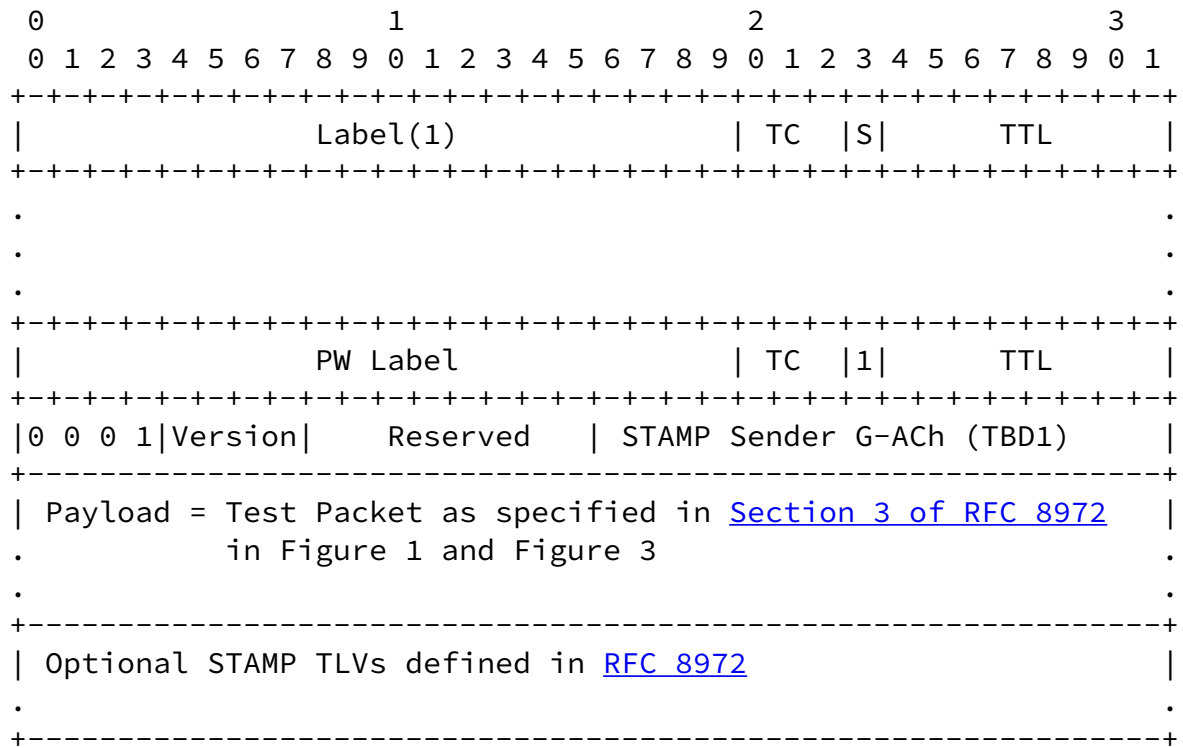 0                   1                   2                   3
 0 1 2 3 4 5 6 7 8 9 0 1 2 3 4 5 6 7 8 9 0 1 2 3 4 5 6 7 8 9 0 1
+-+-+-+-+-+-+-+-+-+-+-+-+-+-+-+-+-+-+-+-+-+-+-+-+-+-+-+-+-+-+-+-+
|                Label(1)               | TC  |S|      TTL      |
+-+-+-+-+-+-+-+-+-+-+-+-+-+-+-+-+-+-+-+-+-+-+-+-+-+-+-+-+-+-+-+-+
.                                                               .
.                                                               .
.                                                               .
+-+-+-+-+-+-+-+-+-+-+-+-+-+-+-+-+-+-+-+-+-+-+-+-+-+-+-+-+-+-+-+-+
|                PW Label               | TC  |1|      TTL      |
+-+-+-+-+-+-+-+-+-+-+-+-+-+-+-+-+-+-+-+-+-+-+-+-+-+-+-+-+-+-+-+-+
|0 0 0 1|Version|    Reserved   | STAMP Sender G-ACh (TBD1)     |
+---------------------------------------------------------------+
| Payload = Test Packet as specified in Section 3 of RFC 8972   |
.           in Figure 1 and Figure 3                            .
.                                                               .
+---------------------------------------------------------------+
| Optional STAMP TLVs defined in RFC 8972                       |
.                                                               .
+---------------------------------------------------------------+